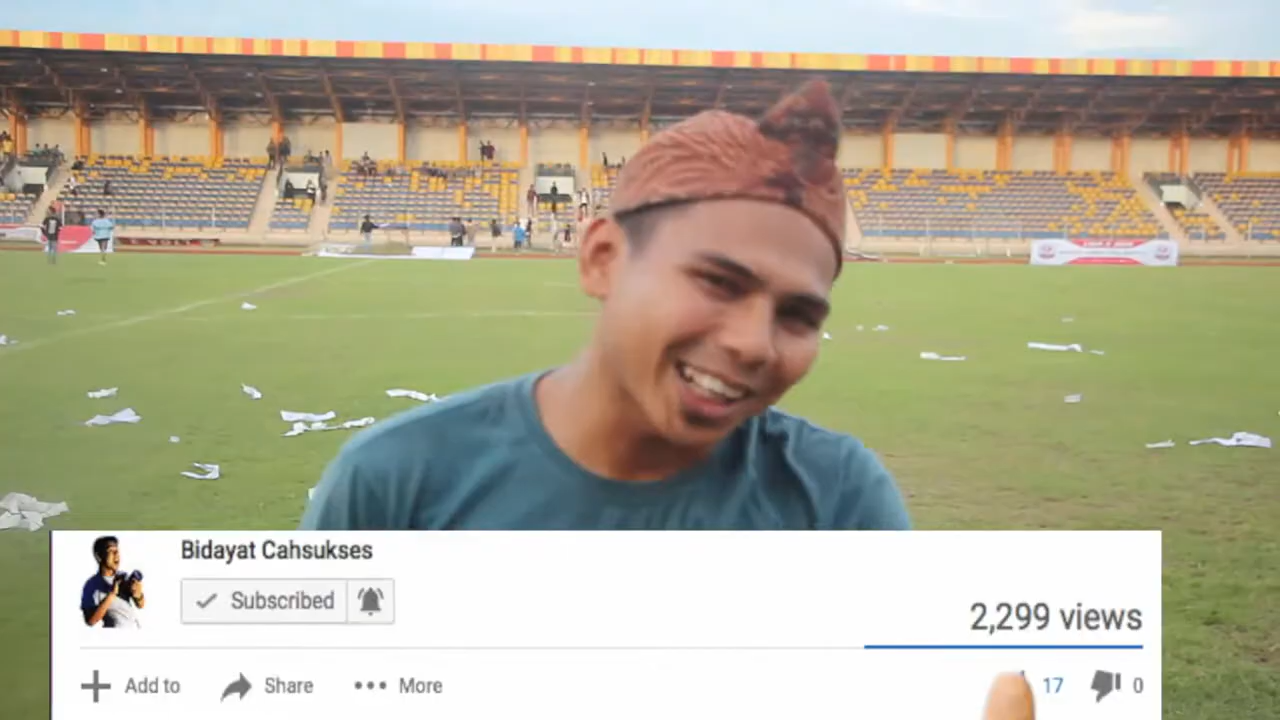 Bidayat Cahsukses
Subscribed
2,299 views
Add to
Share
More
17
0